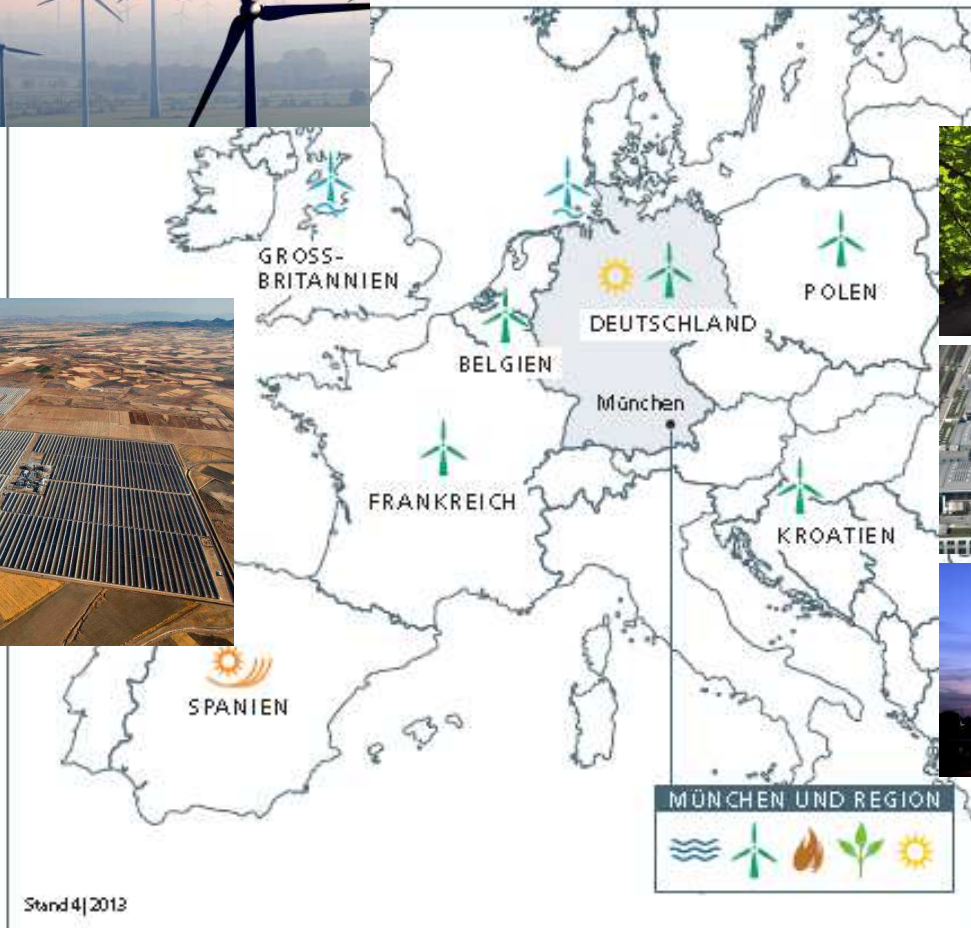 GROSS-
BRITANNIEN
POLEN
DEUTSCHLAND
BELGIEN
München
FRANKREICH
KROATIEN
SPANIEN
MÜNCHEN UND REGION
Stand 4| 2013